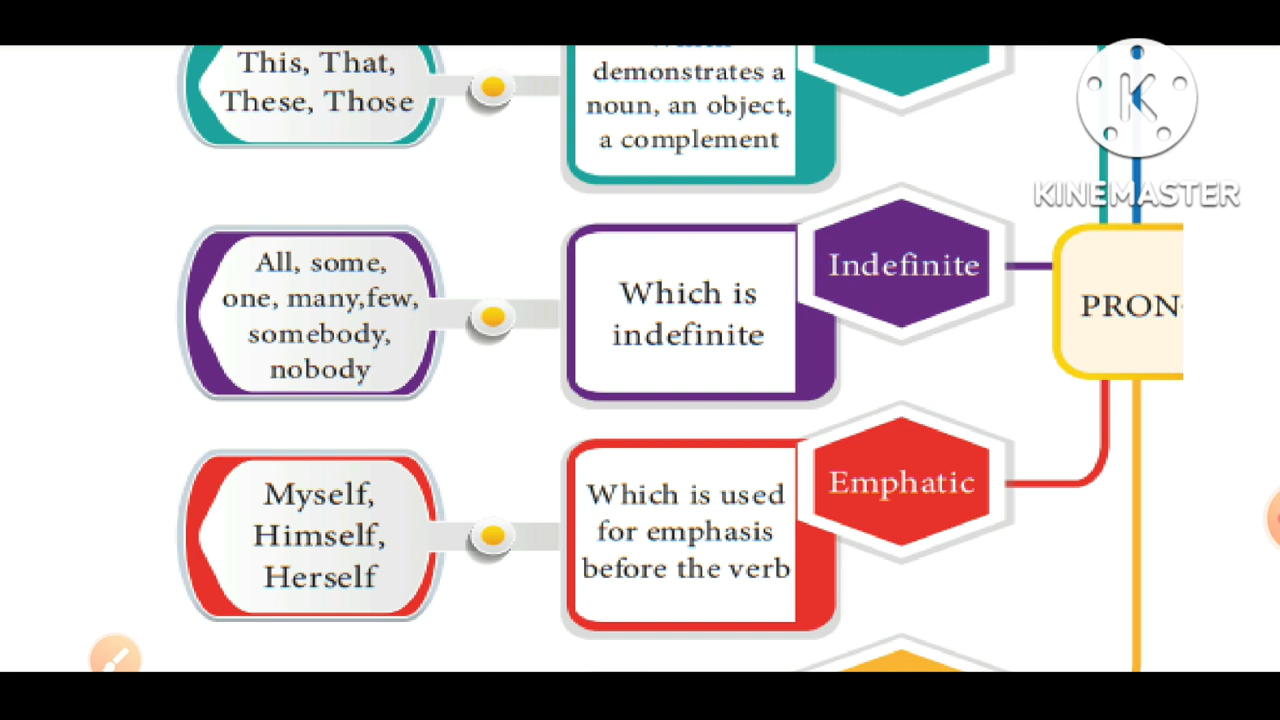 This, That,
These, Those
demonstrates a
noun, an object,
a complement
KINEMASTER
All, some,
one, many,few,
somebody,
nobody
Which is
indefinite
Indefinite
PRON
Myself,
Himself,
Herself
Which is used
for emphasis
before the verb
Emphatic